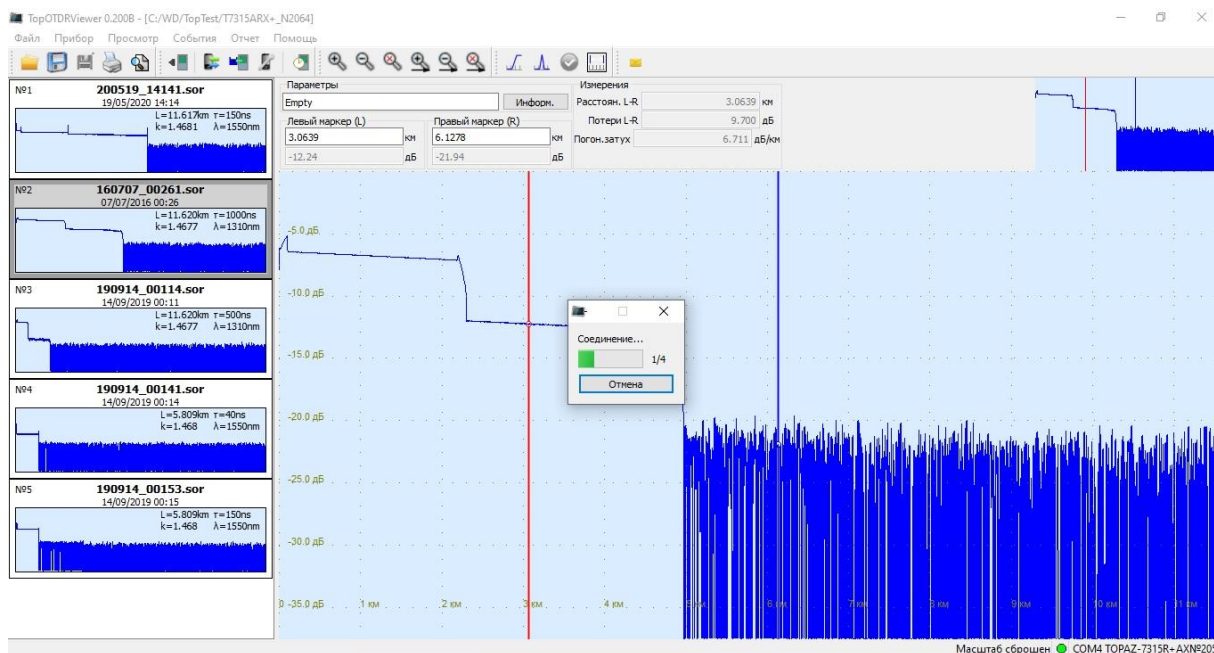 TopOTDRViewer 0.200B - [C:/WD/TopTest/T7315ARX+_N2064]
Файл Прибор Просмотр События Отчет Помощь
№1 200519_14141.sor
19/05/2020 14:14
L=11.617km τ=150ns
k=1.4681 λ=1550nm
№2 160707_00261.sor
07/07/2016 00:26
L=11.620km τ=1000ns
k=1.4677 λ=1310nm
№3 190914_00114.sor
14/09/2019 00:11
L=11.620km τ=500ns
k=1.4677 λ=1310nm
№4 190914_00141.sor
14/09/2019 00:14
L=5.809km τ=40ns
k=1.468 λ=1550nm
№5 190914_00153.sor
14/09/2019 00:15
L=5.809km τ=150ns
k=1.468 λ=1550nm
Параметры
Empty Информ.
Левый маркер (L) Правый маркер (R)
3.0639 км 6.1278 км
-12.24 дБ -21.94 дБ
Измерения
Расстоян. L-R 3.0639 км
Потери L-R 9.700 дБ
Погон.затух 6.711 дБ/км
-5.0 дБ
-10.0 дБ
-15.0 дБ
-20.0 дБ
-25.0 дБ
-30.0 дБ
0 -35.0 дБ 1 км 2 км 3 км 4 км 5 км 6 км 7 км 8 км 9 км 10 км 11 км
Соединение...
1/4
Отмена
Масштаб сброшен COM4 TOPAZ-7315R+AX№205